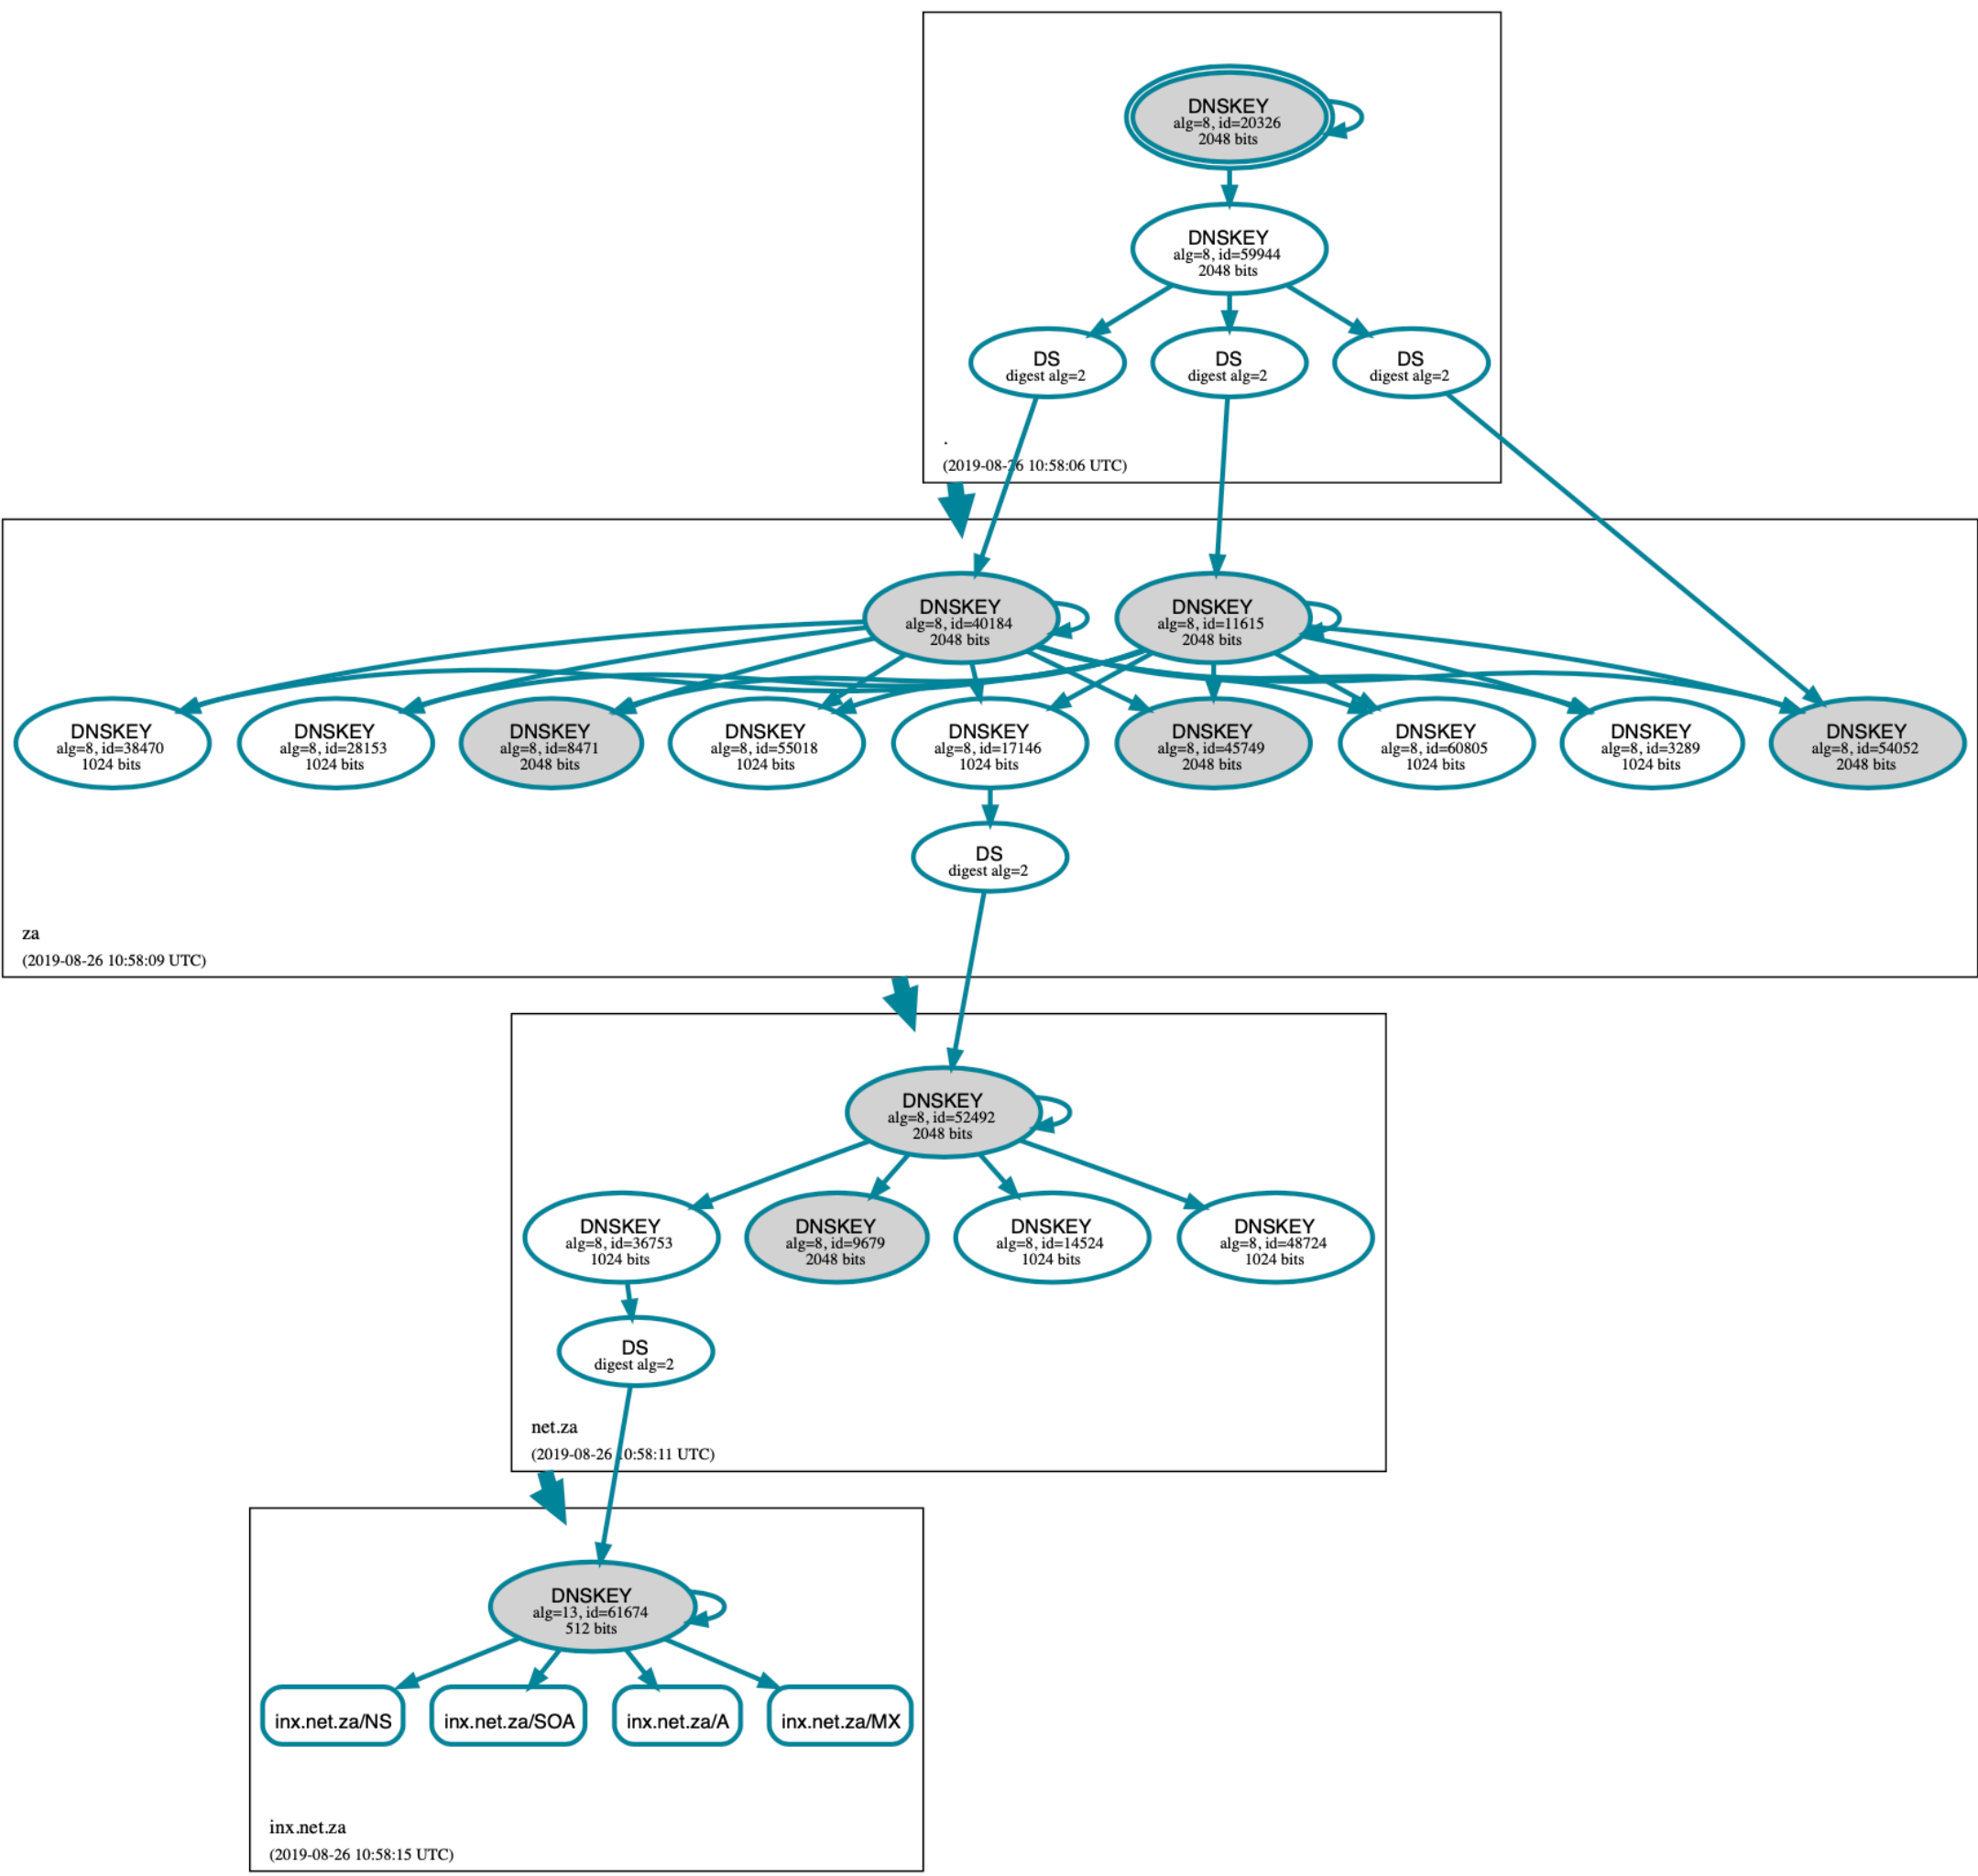 DNSKEY
alg=8, id=20326
2048 bits
DNSKEY
alg=8, id=59944
2048 bits
DS
digest alg=2
DS
digest alg=2
DS
digest alg=2
.
(2019-08-26 10:58:06 UTC)
DNSKEY
alg=8, id=40184
2048 bits
DNSKEY
alg=8, id=11615
2048 bits
DNSKEY
alg=8, id=38470
1024 bits
DNSKEY
alg=8, id=28153
1024 bits
DNSKEY
alg=8, id=8471
2048 bits
DNSKEY
alg=8, id=55018
1024 bits
DNSKEY
alg=8, id=17146
1024 bits
DNSKEY
alg=8, id=45749
2048 bits
DNSKEY
alg=8, id=60805
1024 bits
DNSKEY
alg=8, id=3289
1024 bits
DNSKEY
alg=8, id=54052
2048 bits
DS
digest alg=2
za
(2019-08-26 10:58:09 UTC)
DNSKEY
alg=8, id=52492
2048 bits
DNSKEY
alg=8, id=36753
1024 bits
DNSKEY
alg=8, id=9679
2048 bits
DNSKEY
alg=8, id=14524
1024 bits
DNSKEY
alg=8, id=48724
1024 bits
DS
digest alg=2
net.za
(2019-08-26 10:58:11 UTC)
DNSKEY
alg=13, id=61674
512 bits
inx.net.za/NS
inx.net.za/SOA
inx.net.za/A
inx.net.za/MX
inx.net.za
(2019-08-26 10:58:15 UTC)